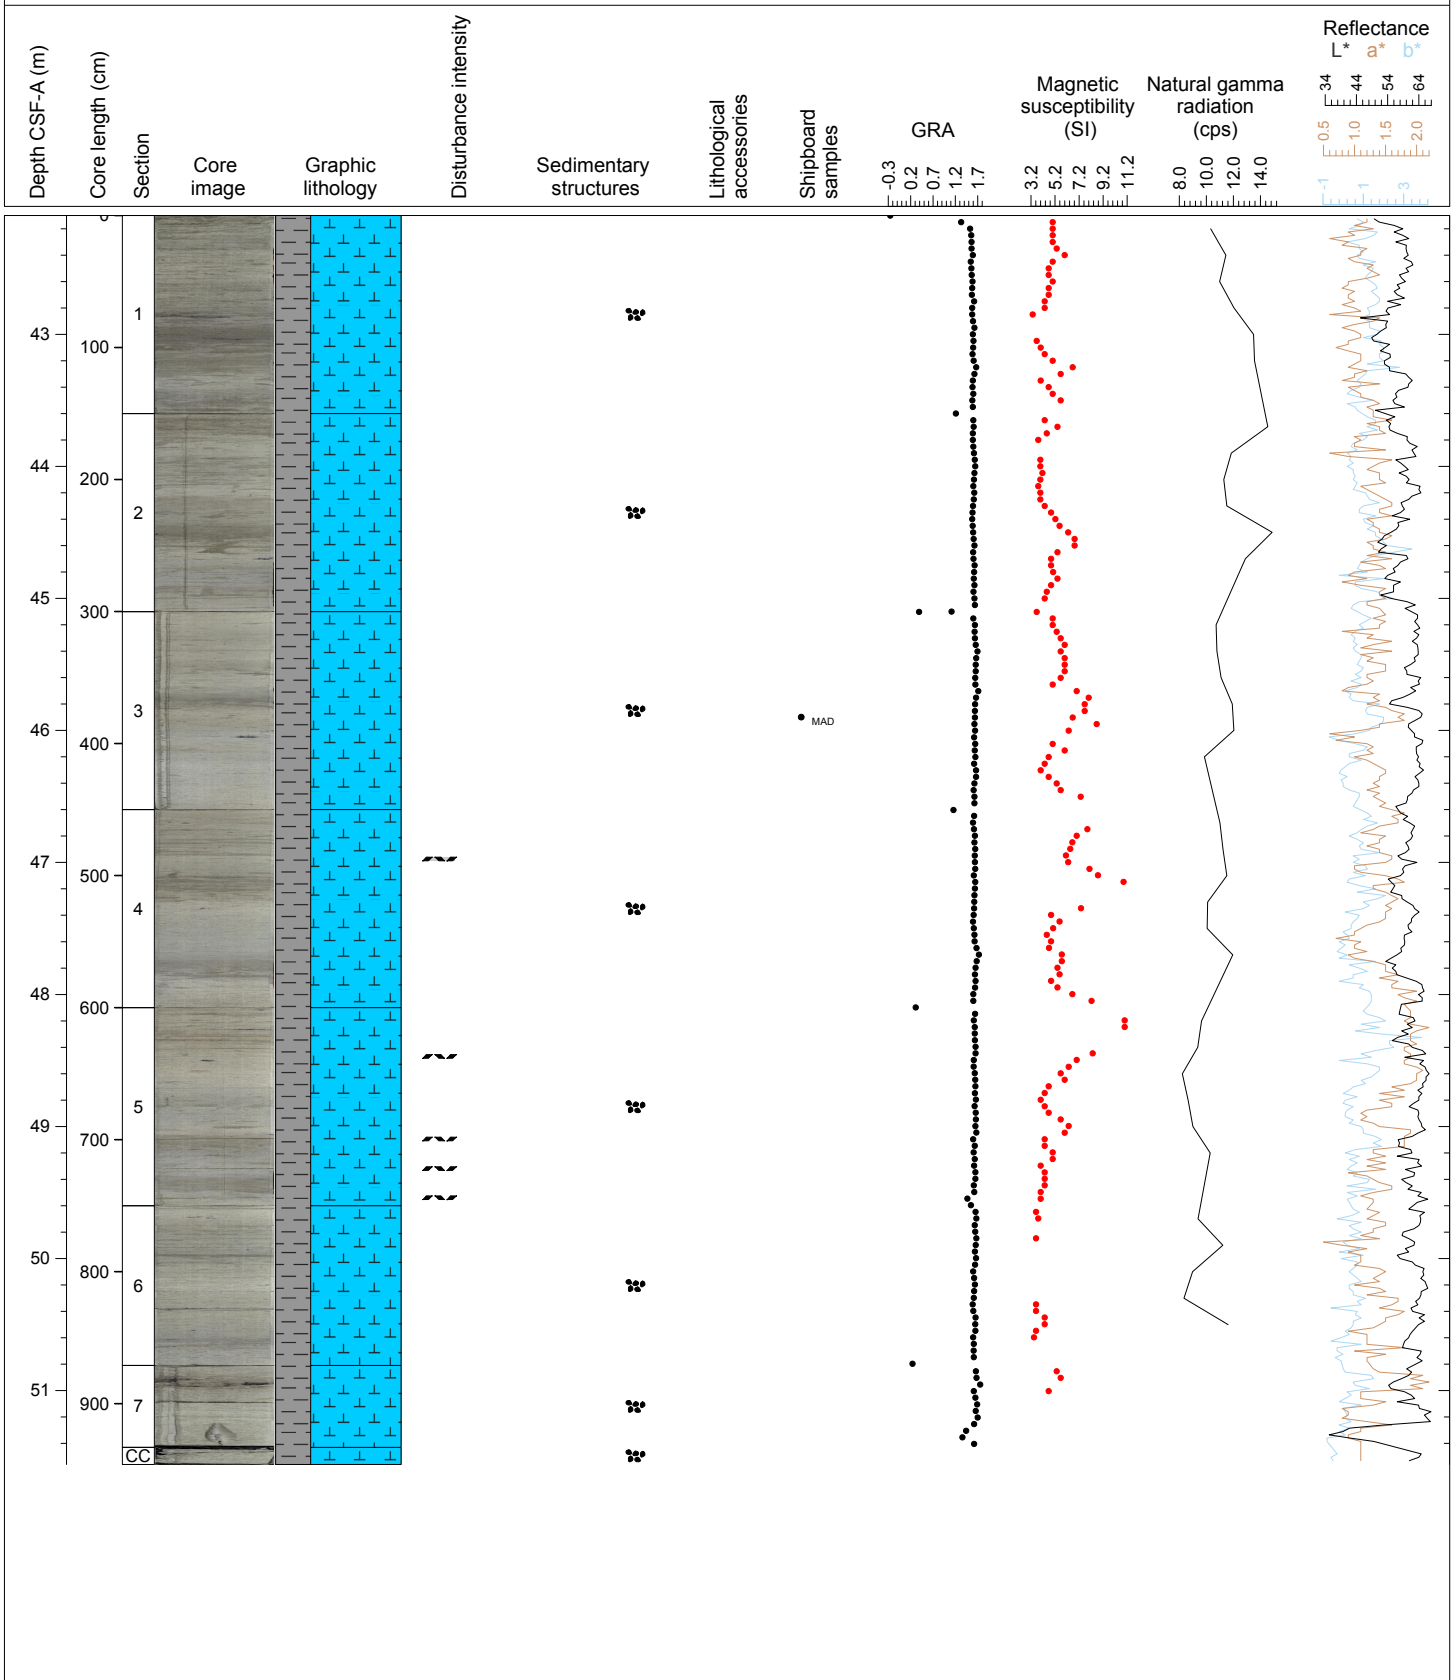 Depth CSF-A (m)
Core length (cm)
Section
Core
image
Graphic
lithology
Disturbance intensity
Sedimentary
structures
Lithological
accessories
Shipboard
samples
GRA
-0.3 0.2 0.7 1.2 1.7
Magnetic
susceptibility
(SI)
3.2 5.2 7.2 9.2 11.2
Natural gamma
radiation
(cps)
8.0 10.0 12.0 14.0
Reflectance
L* a* b*
34 44 54 64
0.5 1.0 1.5 2.0
-1 1 3
0
1
43
100
44
200
2
45
300
3
46
MAD
400
47
500
4
48
600
5
49
700
50
800
6
51
900
7
CC